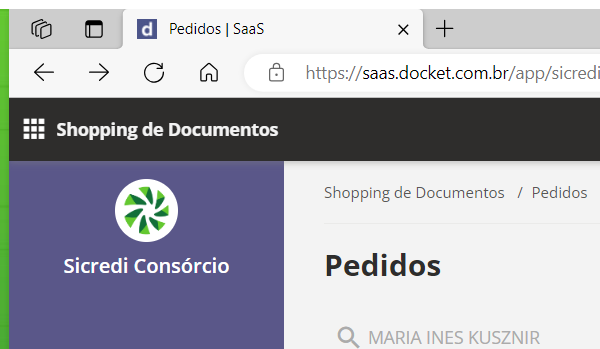 d Pedidos | SaaS
https://saas.docket.com.br/app/sicredi
Shopping de Documentos
Sicredi Consórcio
Shopping de Documentos / Pedidos
Pedidos
MARIA INES KUSZNIR